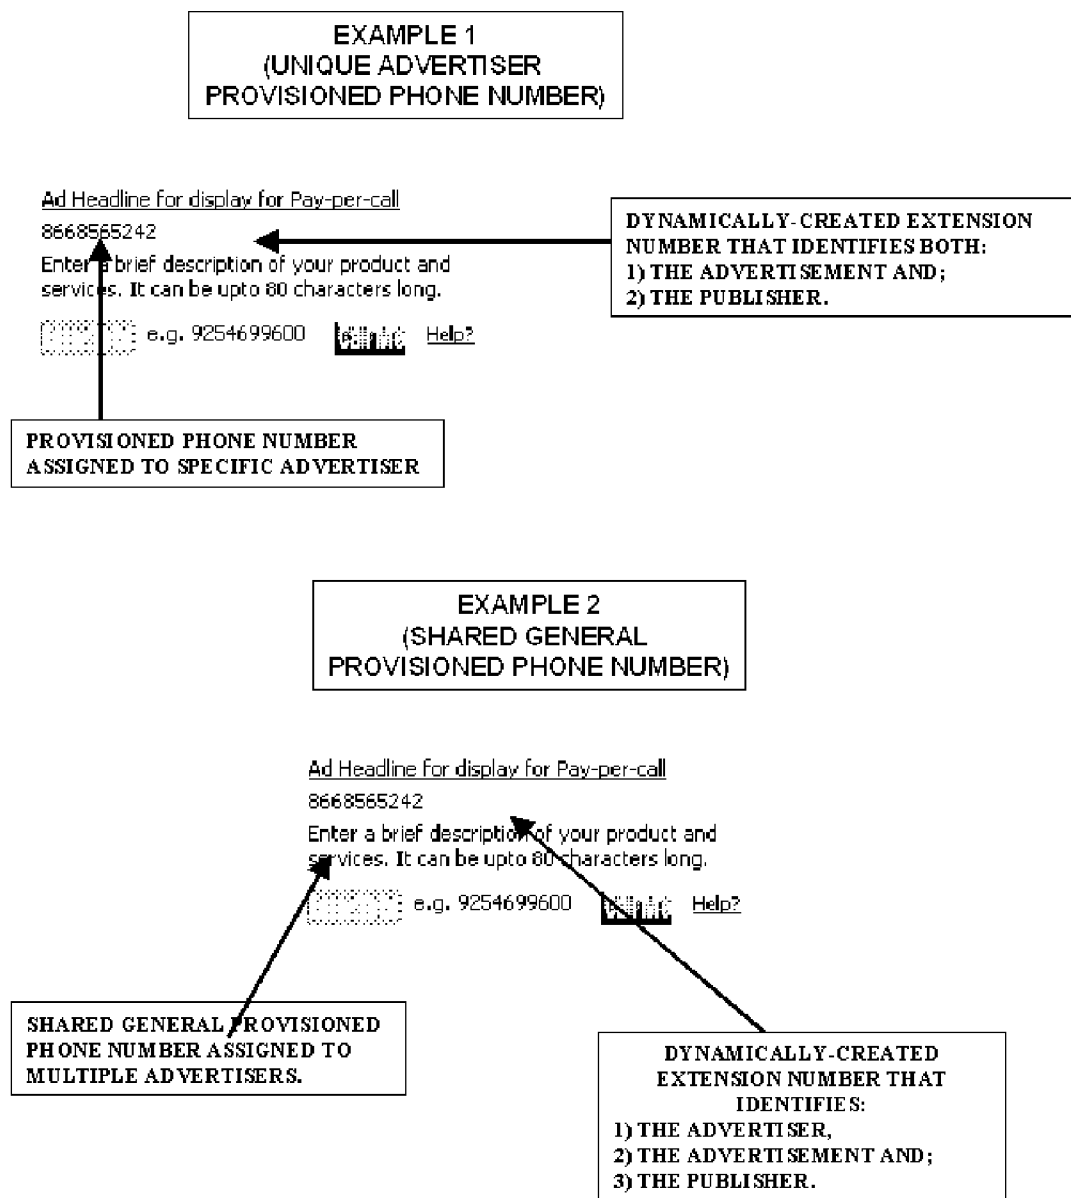 EXAMPLE 1
(UNIQUE ADVERTISER
PROVISIONED PHONE NUMBER)
Ad Headline for display for Pay-per-call
8668565242
Enter a brief description of your product and
services. It can be upto 80 characters long.
e.g. 9254699600 Help?
DYNAMICALLY-CREATED EXTENSION
NUMBER THAT IDENTIFIES BOTH:
1) THE ADVERTISEMENT AND;
2) THE PUBLISHER.
PROVISIONED PHONE NUMBER
ASSIGNED TO SPECIFIC ADVERTISER
EXAMPLE 2
(SHARED GENERAL
PROVISIONED PHONE NUMBER)
Ad Headline for display for Pay-per-call
8668565242
Enter a brief description of your product and
services. It can be upto 80 characters long.
e.g. 9254699600 Help?
SHARED GENERAL PROVISIONED
PHONE NUMBER ASSIGNED TO
MULTIPLE ADVERTISERS.
DYNAMICALLY-CREATED
EXTENSION NUMBER THAT
IDENTIFIES:
1) THE ADVERTISER,
2) THE ADVERTISEMENT AND;
3) THE PUBLISHER.